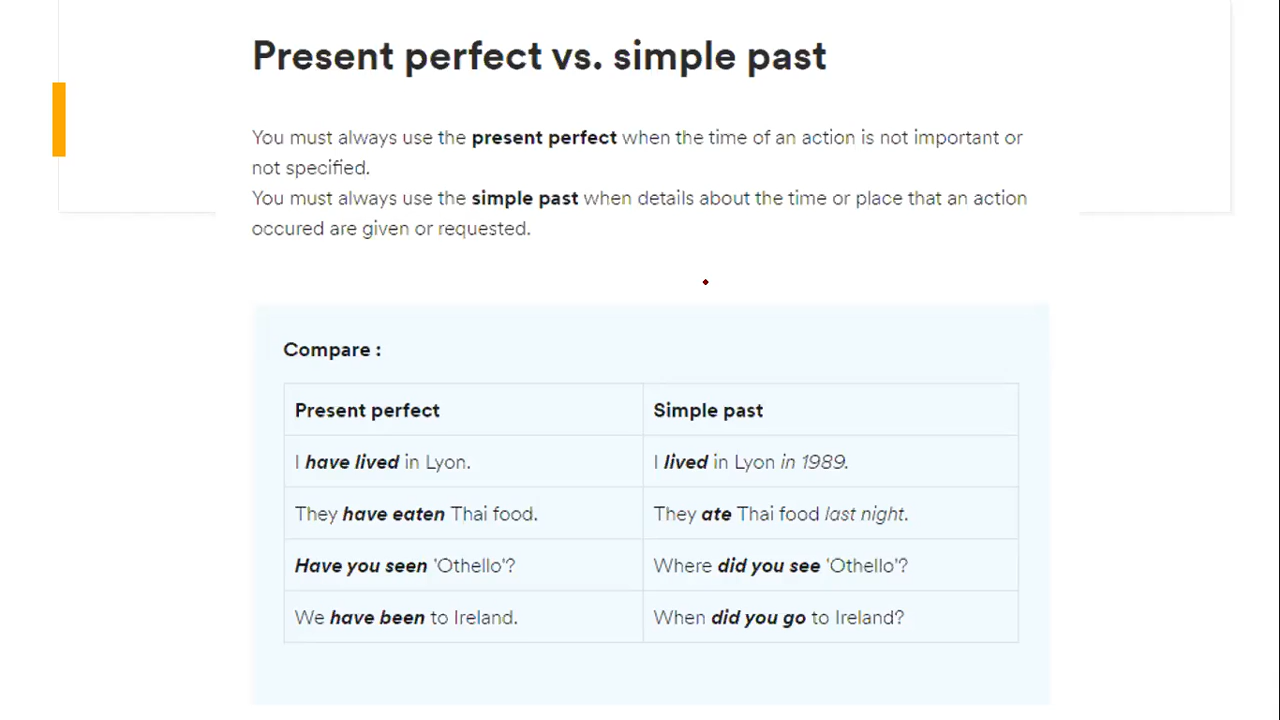 Present perfect vs. simple past
You must always use the present perfect when the time of an action is not important or
not specified.
You must always use the simple past when details about the time or place that an action
occured are given or requested.
Compare :
Present perfect Simple past
I have lived in Lyon. I lived in Lyon in 1989.
They have eaten Thai food. They ate Thai food last night.
Have you seen 'Othello'? Where did you see 'Othello'?
We have been to Ireland. When did you go to Ireland?